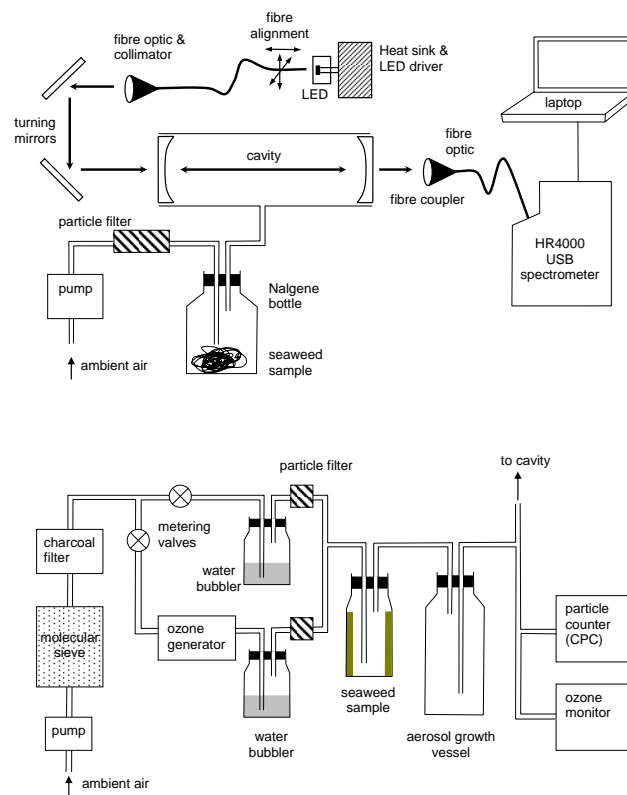 fibre optic &
collimator
fibre
alignment
LED
Heat sink &
LED driver
laptop
turning
mirrors
cavity
fibre
optic
fibre coupler
HR4000
USB
spectrometer
particle filter
pump
ambient air
Nalgene
bottle
seaweed
sample
to cavity
particle filter
charcoal
filter
metering
valves
water
bubbler
molecular
sieve
ozone
generator
particle
counter
(CPC)
ozone
monitor
seaweed
sample
aerosol growth
vessel
water
bubbler
pump
ambient air